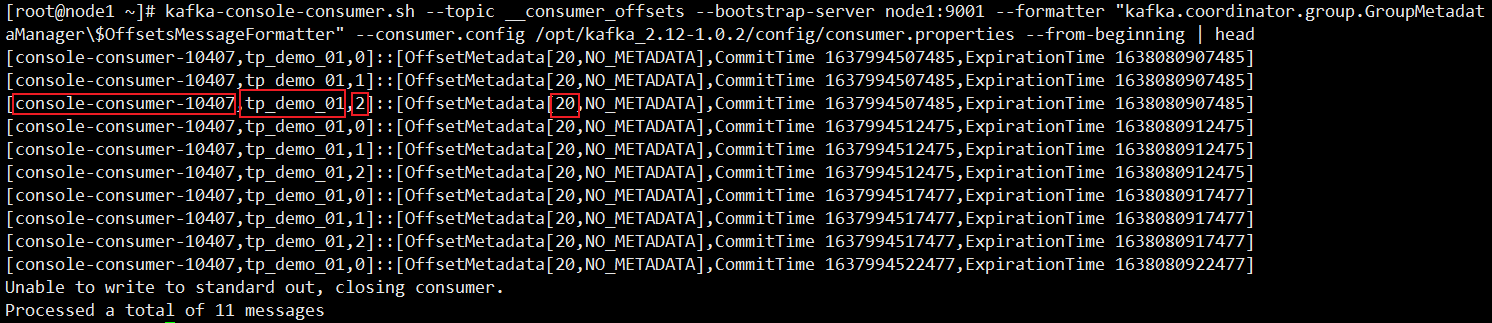 [root@node1 ~]# kafka-console-consumer.sh --topic __consumer_offsets --bootstrap-server node1:9001 --formatter "kafka.coordinator.group.GroupMetadat
aManager\$OffsetsMessageFormatter" --consumer.config /opt/kafka_2.12-1.0.2/config/consumer.properties --from-beginning | head
[console-consumer-10407,tp_demo_01,0]::[OffsetMetadata[20,NO_METADATA],CommitTime 1637994507485,ExpirationTime 1638080907485]
[console-consumer-10407,tp_demo_01,1]::[OffsetMetadata[20,NO_METADATA],CommitTime 1637994507485,ExpirationTime 1638080907485]
[console-consumer-10407,tp_demo_01,2]::[OffsetMetadata[20,NO_METADATA],CommitTime 1637994507485,ExpirationTime 1638080907485]
[console-consumer-10407,tp_demo_01,0]::[OffsetMetadata[20,NO_METADATA],CommitTime 1637994512475,ExpirationTime 1638080912475]
[console-consumer-10407,tp_demo_01,1]::[OffsetMetadata[20,NO_METADATA],CommitTime 1637994512475,ExpirationTime 1638080912475]
[console-consumer-10407,tp_demo_01,2]::[OffsetMetadata[20,NO_METADATA],CommitTime 1637994512475,ExpirationTime 1638080912475]
[console-consumer-10407,tp_demo_01,0]::[OffsetMetadata[20,NO_METADATA],CommitTime 1637994517477,ExpirationTime 1638080917477]
[console-consumer-10407,tp_demo_01,1]::[OffsetMetadata[20,NO_METADATA],CommitTime 1637994517477,ExpirationTime 1638080917477]
[console-consumer-10407,tp_demo_01,2]::[OffsetMetadata[20,NO_METADATA],CommitTime 1637994517477,ExpirationTime 1638080917477]
[console-consumer-10407,tp_demo_01,0]::[OffsetMetadata[20,NO_METADATA],CommitTime 1637994522477,ExpirationTime 1638080922477]
Unable to write to standard out, closing consumer.
Processed a total of 11 messages